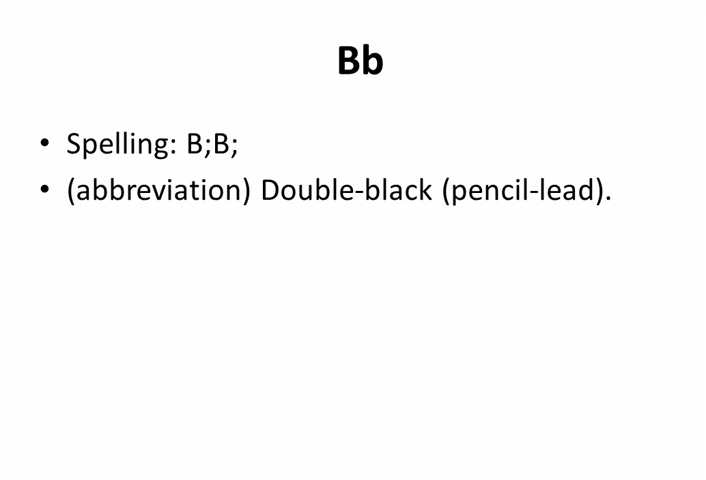 Bb
• Spelling: B;B;
• (abbreviation) Double-black (pencil-lead).